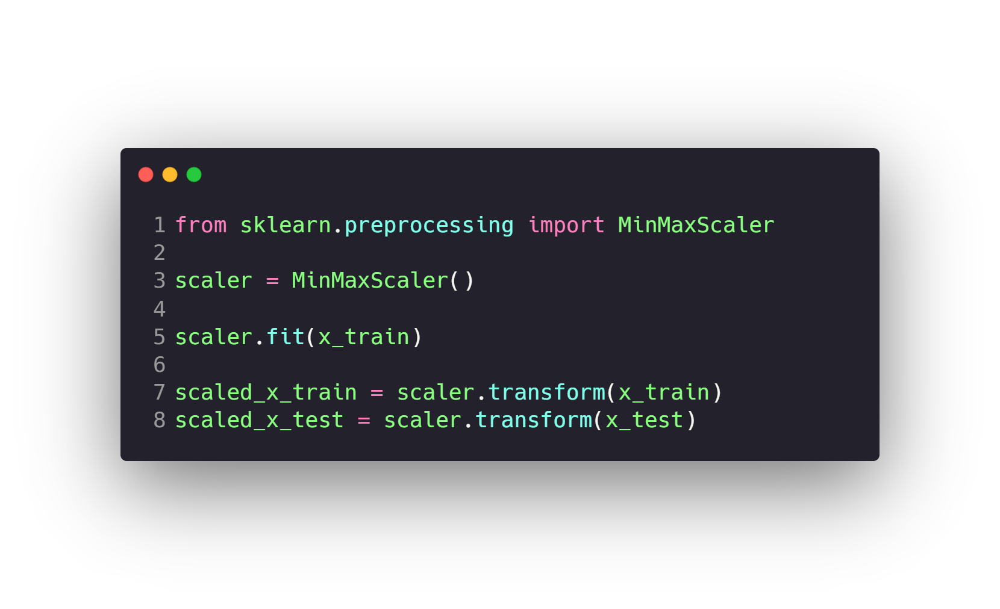 1 from sklearn.preprocessing import MinMaxScaler
2
3 scaler = MinMaxScaler()
4
5 scaler.fit(x_train)
6
7 scaled_x_train = scaler.transform(x_train)
8 scaled_x_test = scaler.transform(x_test)